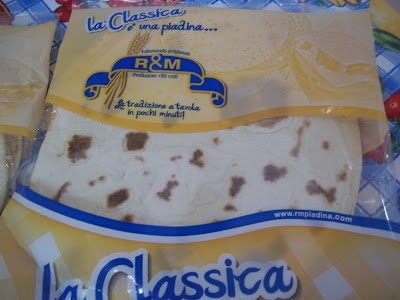 la Classica
è una piadina...
Laboratorio artigianale
R&M
Produzione cibi cotti
La tradizione a tavola
in pochi minuti!
www.rmpiadina.com
la Classica